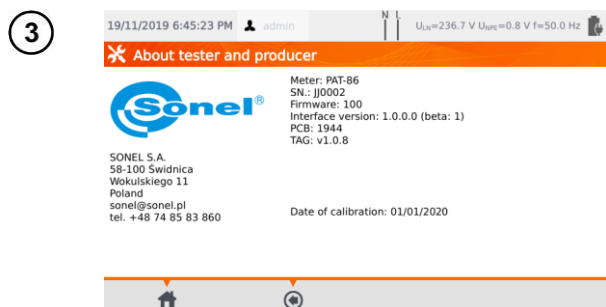 3
19/11/2019 6:45:23 PM admin N L U_LN=236.7 V U_NPE=0.8 V f=50.0 Hz
About tester and producer
Sonel®
Meter: PAT-86
SN.: JJ0002
Firmware: 100
Interface version: 1.0.0.0 (beta: 1)
PCB: 1944
TAG: v1.0.8
SONEL S.A.
58-100 Świdnica
Wokulskiego 11
Poland
sonel@sonel.pl
tel. +48 74 85 83 860
Date of calibration: 01/01/2020